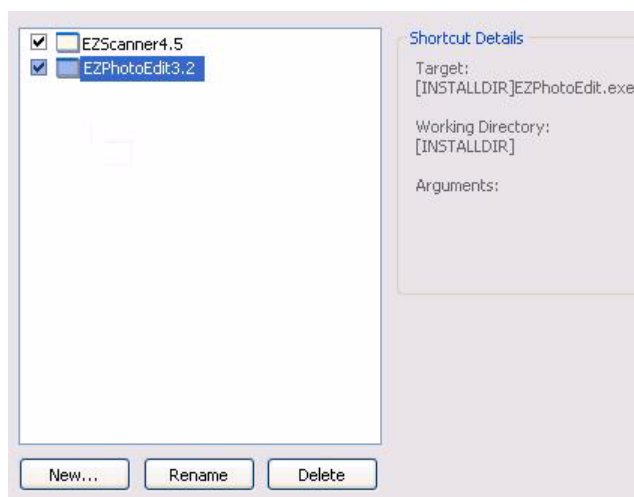 EZScanner4.5
EZPhotoEdit3.2
New...
Rename
Delete
Shortcut Details
Target:
[INSTALLDIR]EZPhotoEdit.exe
Working Directory:
[INSTALLDIR]
Arguments: